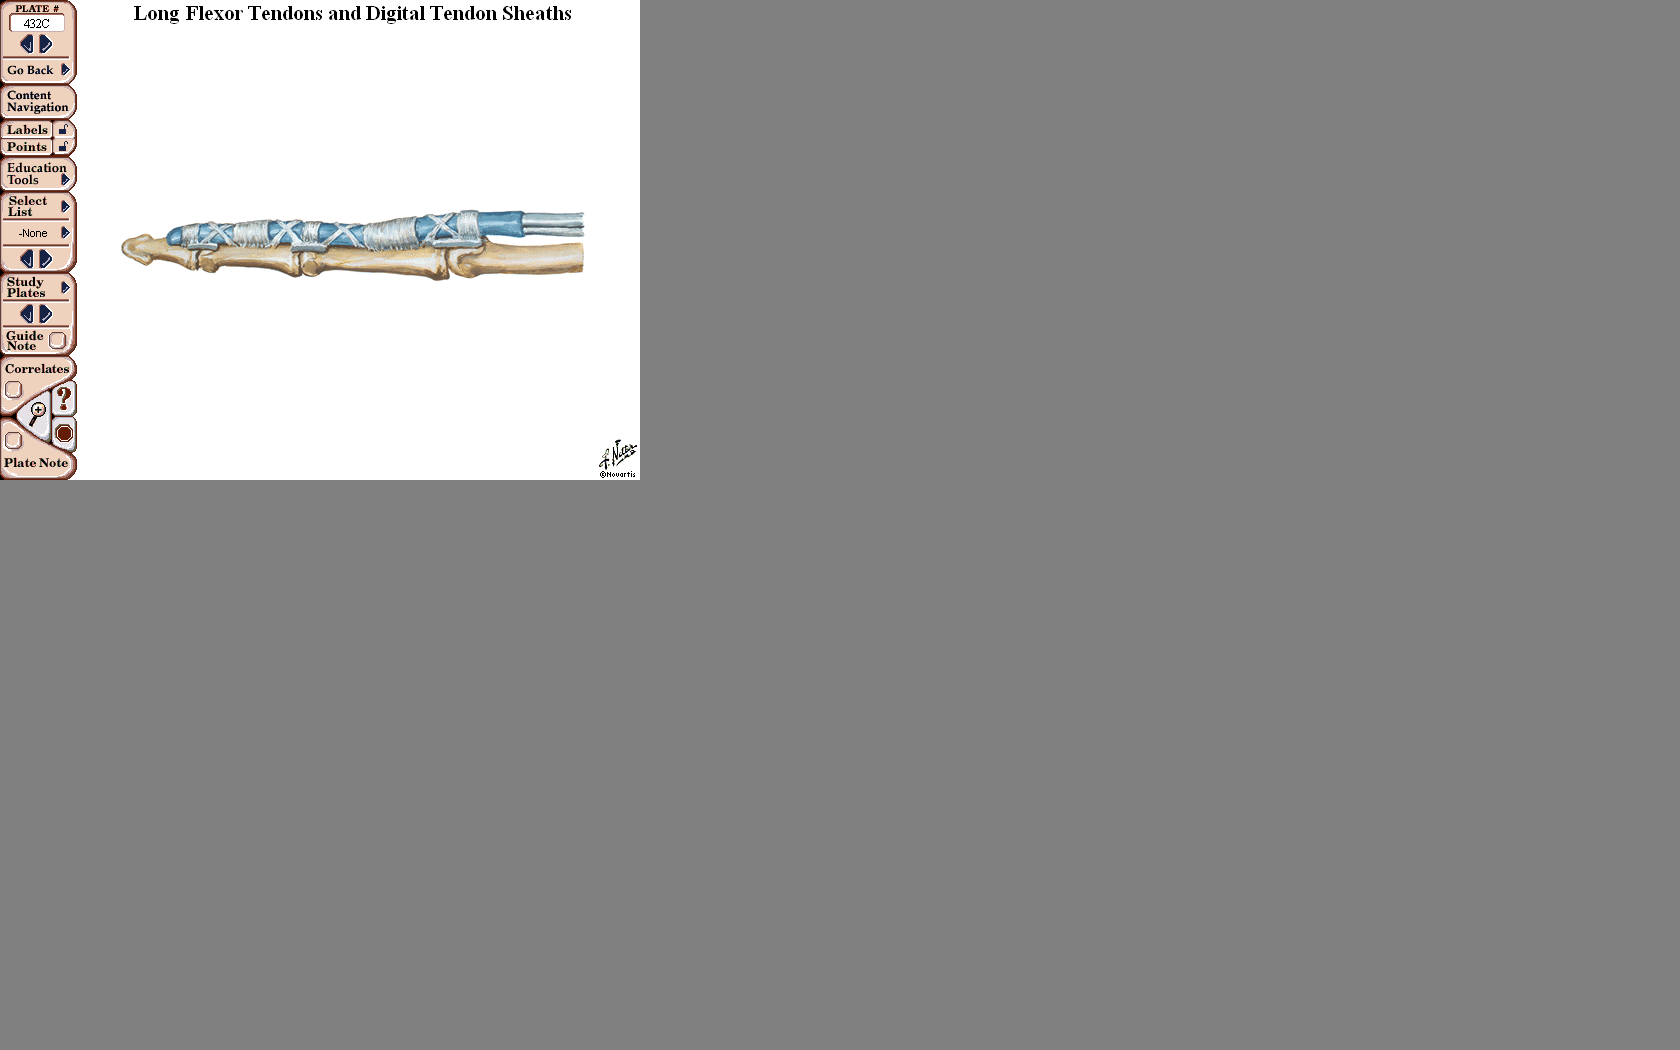 Long Flexor Tendons and Digital Tendon Sheaths
PLATE #
432C
Go Back
Content
Navigation
Labels
Points
Education
Tools
Select
List
-None
Study
Plates
Guide
Note
Correlates
?
Plate Note
F. Netter
©Novartis